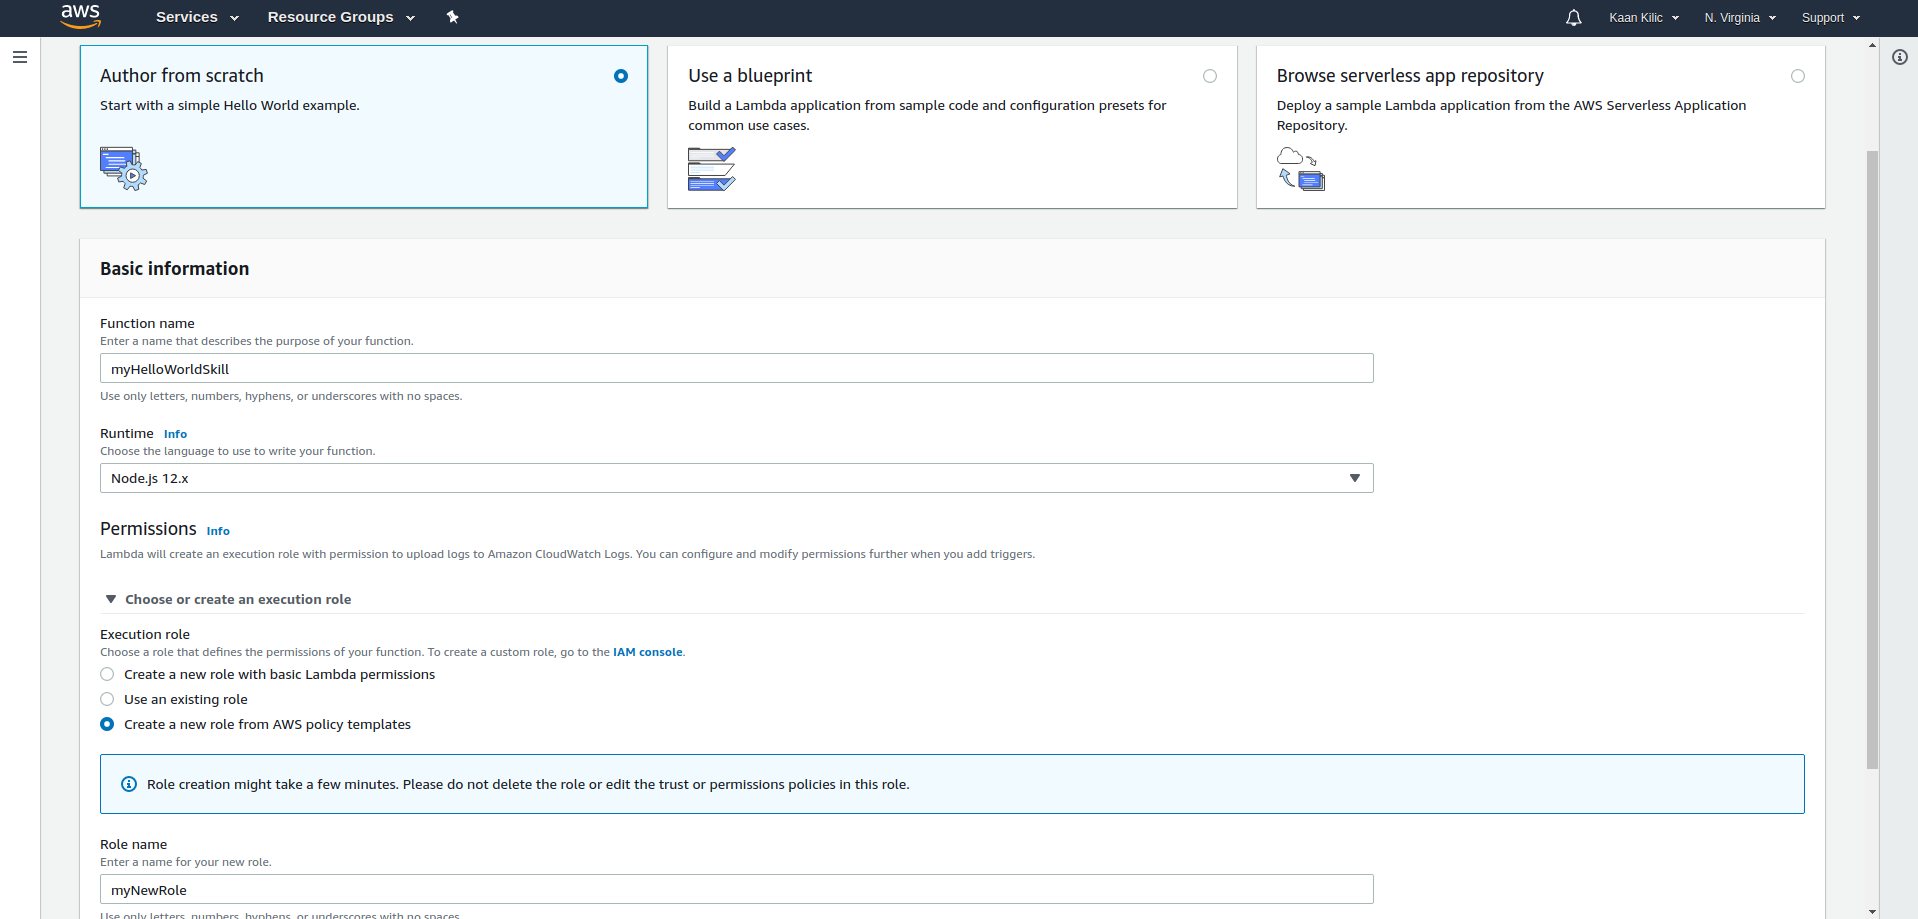 aws Services Resource Groups Kaan Kilic N. Virginia Support
Author from scratch
Start with a simple Hello World example.
Use a blueprint
Build a Lambda application from sample code and configuration presets for
common use cases.
Browse serverless app repository
Deploy a sample Lambda application from the AWS Serverless Application
Repository.
Basic information
Function name
Enter a name that describes the purpose of your function.
myHelloWorldSkill
Use only letters, numbers, hyphens, or underscores with no spaces.
Runtime Info
Choose the language to use to write your function.
Node.js 12.x
Permissions Info
Lambda will create an execution role with permission to upload logs to Amazon CloudWatch Logs. You can configure and modify permissions further when you add triggers.
Choose or create an execution role
Execution role
Choose a role that defines the permissions of your function. To create a custom role, go to the IAM console.
Create a new role with basic Lambda permissions
Use an existing role
Create a new role from AWS policy templates
Role creation might take a few minutes. Please do not delete the role or edit the trust or permissions policies in this role.
Role name
Enter a name for your new role.
myNewRole
Use only letters, numbers, hyphens, or underscores with no spaces.